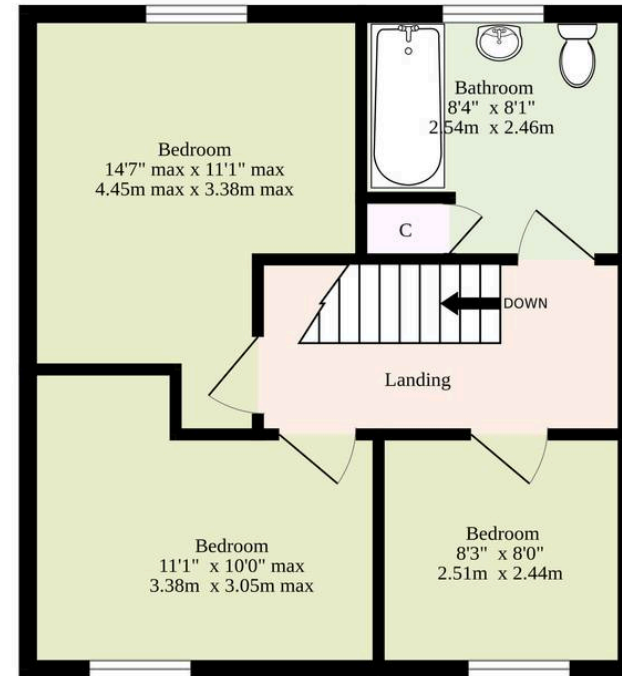 Bedroom
14'7" max x 11'1" max
4.45m max x 3.38m max
Bathroom
8'4" x 8'1"
2.54m x 2.46m
C
DOWN
Landing
Bedroom
11'1" x 10'0" max
3.38m x 3.05m max
Bedroom
8'3" x 8'0"
2.51m x 2.44m